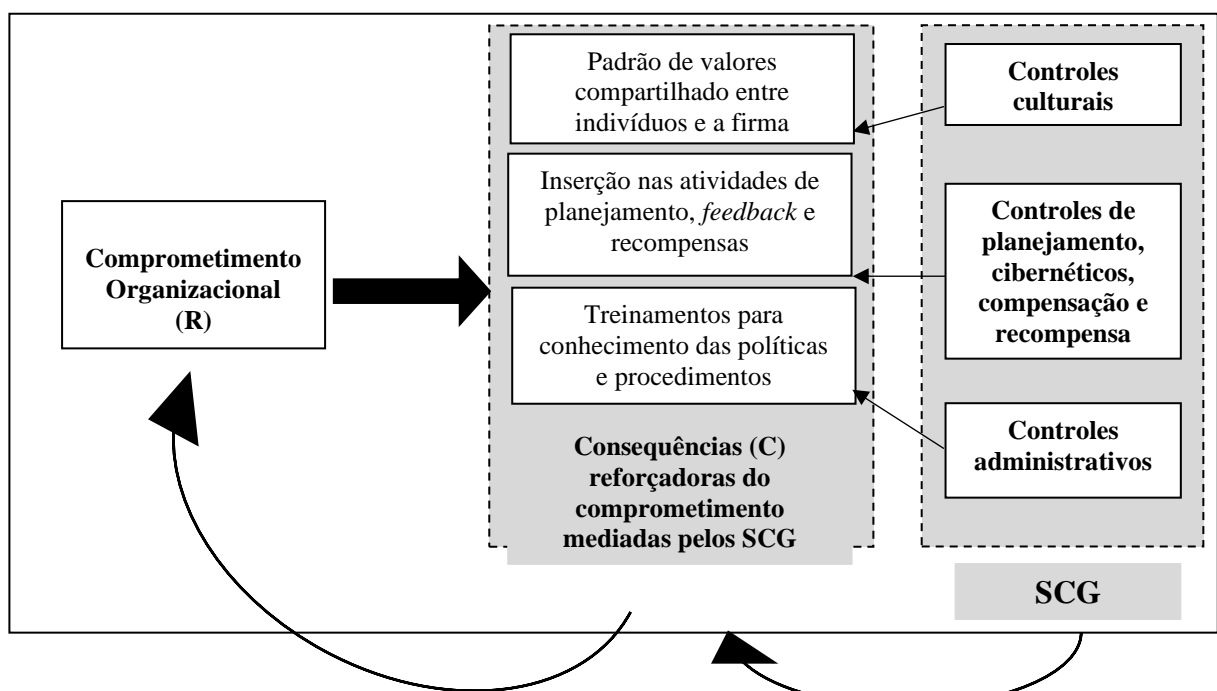 Padrão de valores
compartilhado entre
indivíduos e a firma
Inserção nas atividades de
planejamento, feedback e
recompensas
Treinamentos para
conhecimento das políticas
e procedimentos
Consequências (C)
reforçadoras do
comprometimento
mediadas pelos SCG
Comprometimento
Organizacional
(R)
Controles
culturais
Controles de
planejamento,
cibernéticos,
compensação e
recompensa
Controles
administrativos
SCG